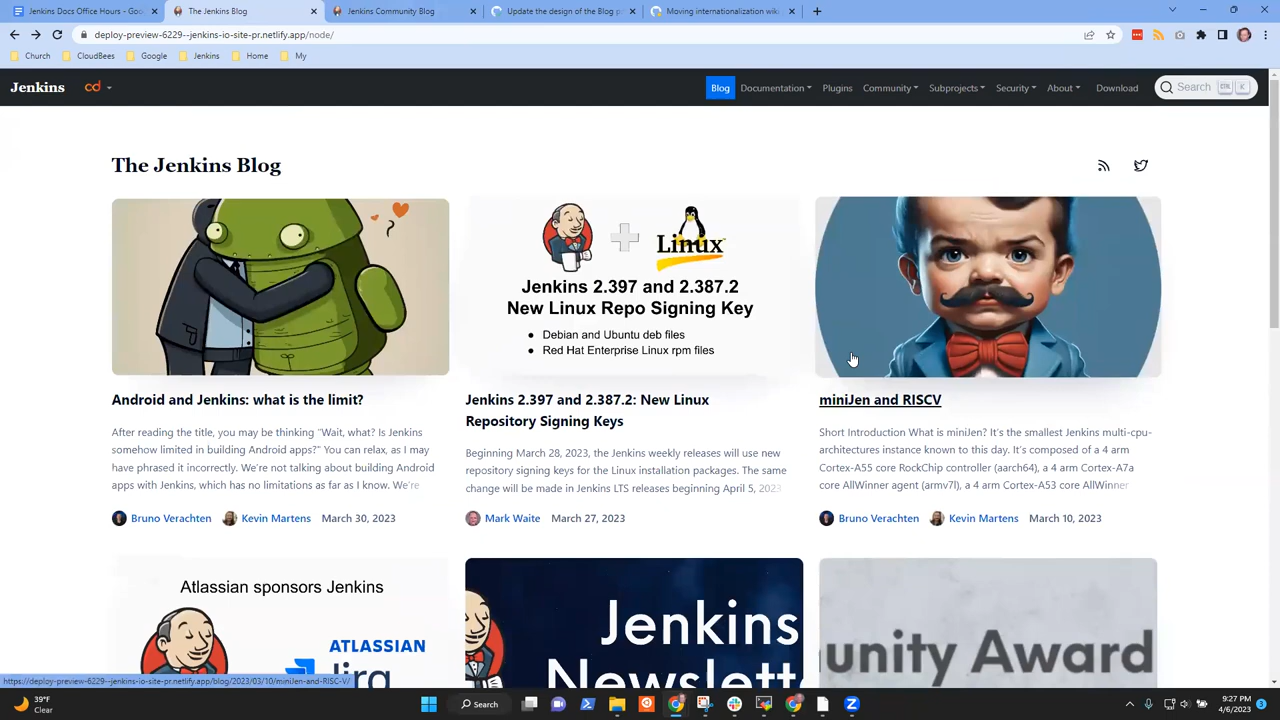 Jenkins Docs Office Hours - Goo
The Jenkins Blog
Jenkins Community Blog
Update the design of the Blog p
Moving internationalization wiki
deploy-preview-6229--jenkins-io-site-pr.netlify.app/node/
Church
CloudBees
Google
Jenkins
Home
My
Jenkins
cd
Blog
Documentation
Plugins
Community
Subprojects
Security
About
Download
Search
CTRL
K
The Jenkins Blog
Linux
Jenkins 2.397 and 2.387.2
New Linux Repo Signing Key
• Debian and Ubuntu deb files
• Red Hat Enterprise Linux rpm files
Android and Jenkins: what is the limit?
After reading the title, you may be thinking "Wait, what? Is Jenkins
somehow limited in building Android apps?" You can relax, as I may
have phrased it incorrectly. We're not talking about building Android
apps with Jenkins, which has no limitations as far as I know. We're
Bruno Verachten Kevin Martens March 30, 2023
Jenkins 2.397 and 2.387.2: New Linux
Repository Signing Keys
Beginning March 28, 2023, the Jenkins weekly releases will use new
repository signing keys for the Linux installation packages. The same
change will be made in Jenkins LTS releases beginning April 5, 2023
Mark Waite March 27, 2023
miniJen and RISCV
Short Introduction What is miniJen? It's the smallest Jenkins multi-cpu-
architectures instance known to this day. It's composed of a 4 arm
Cortex-A55 core RockChip controller (aarch64), a 4 arm Cortex-A7a
core AllWinner agent (armv7l), a 4 arm Cortex-A53 core AllWinner
Bruno Verachten Kevin Martens March 10, 2023
Atlassian sponsors Jenkins
ATLASSIAN
Jira
Jenkins
Newslett
unity Award
https://deploy-preview-6229--jenkins-io-site-pr.netlify.app/blog/2023/03/10/miniJen-and-RISC-V/
39°F
Clear
Search
9:27 PM
4/6/2023
3